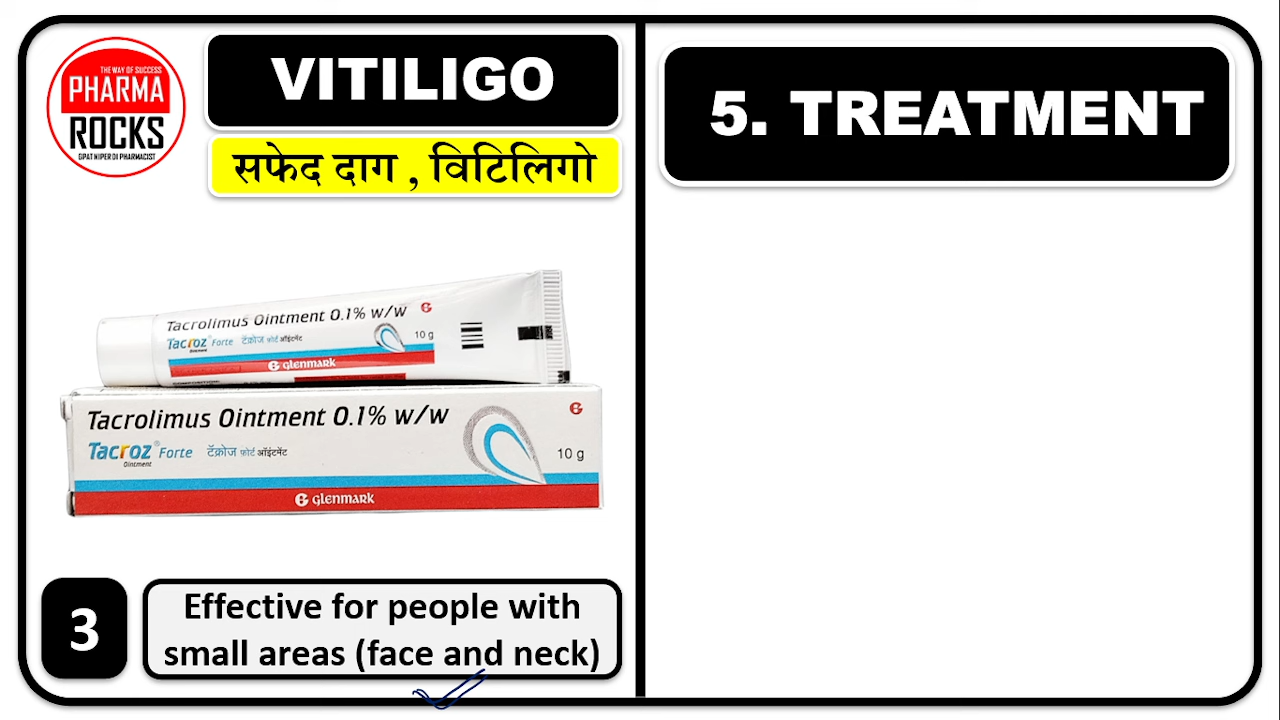 THE WAY OF SUCCESS
PHARMA
ROCKS
GPAT NIPER DI PHARMACIST
VITILIGO
सफेद दाग , विटिलिगो
Tacrolimus Ointment 0.1% w/w
Tacroz Forte टॅक्रोज फोर्ट ऑइंटमेंट
Ointment
10 g
glenmark
Tacrolimus Ointment 0.1% w/w
Tacroz® Forte टॅक्रोज फोर्ट ऑइंटमेंट
Ointment
10 g
glenmark
3
Effective for people with
small areas (face and neck)
5. TREATMENT